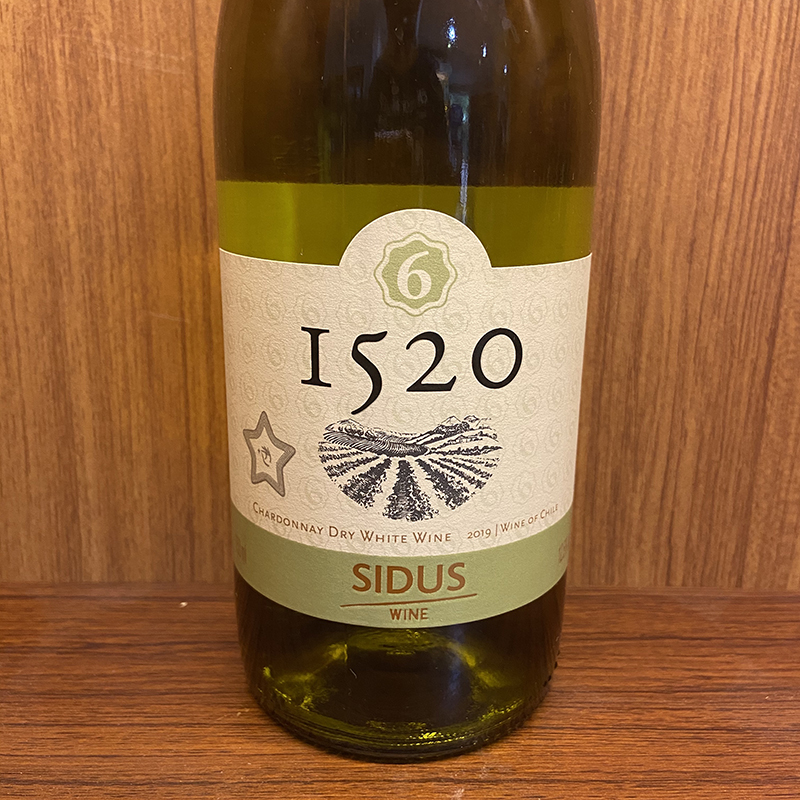 6
1520
CHARDONNAY DRY WHITE WINE 2019 | WINE OF CHILE
SIDUS
WINE